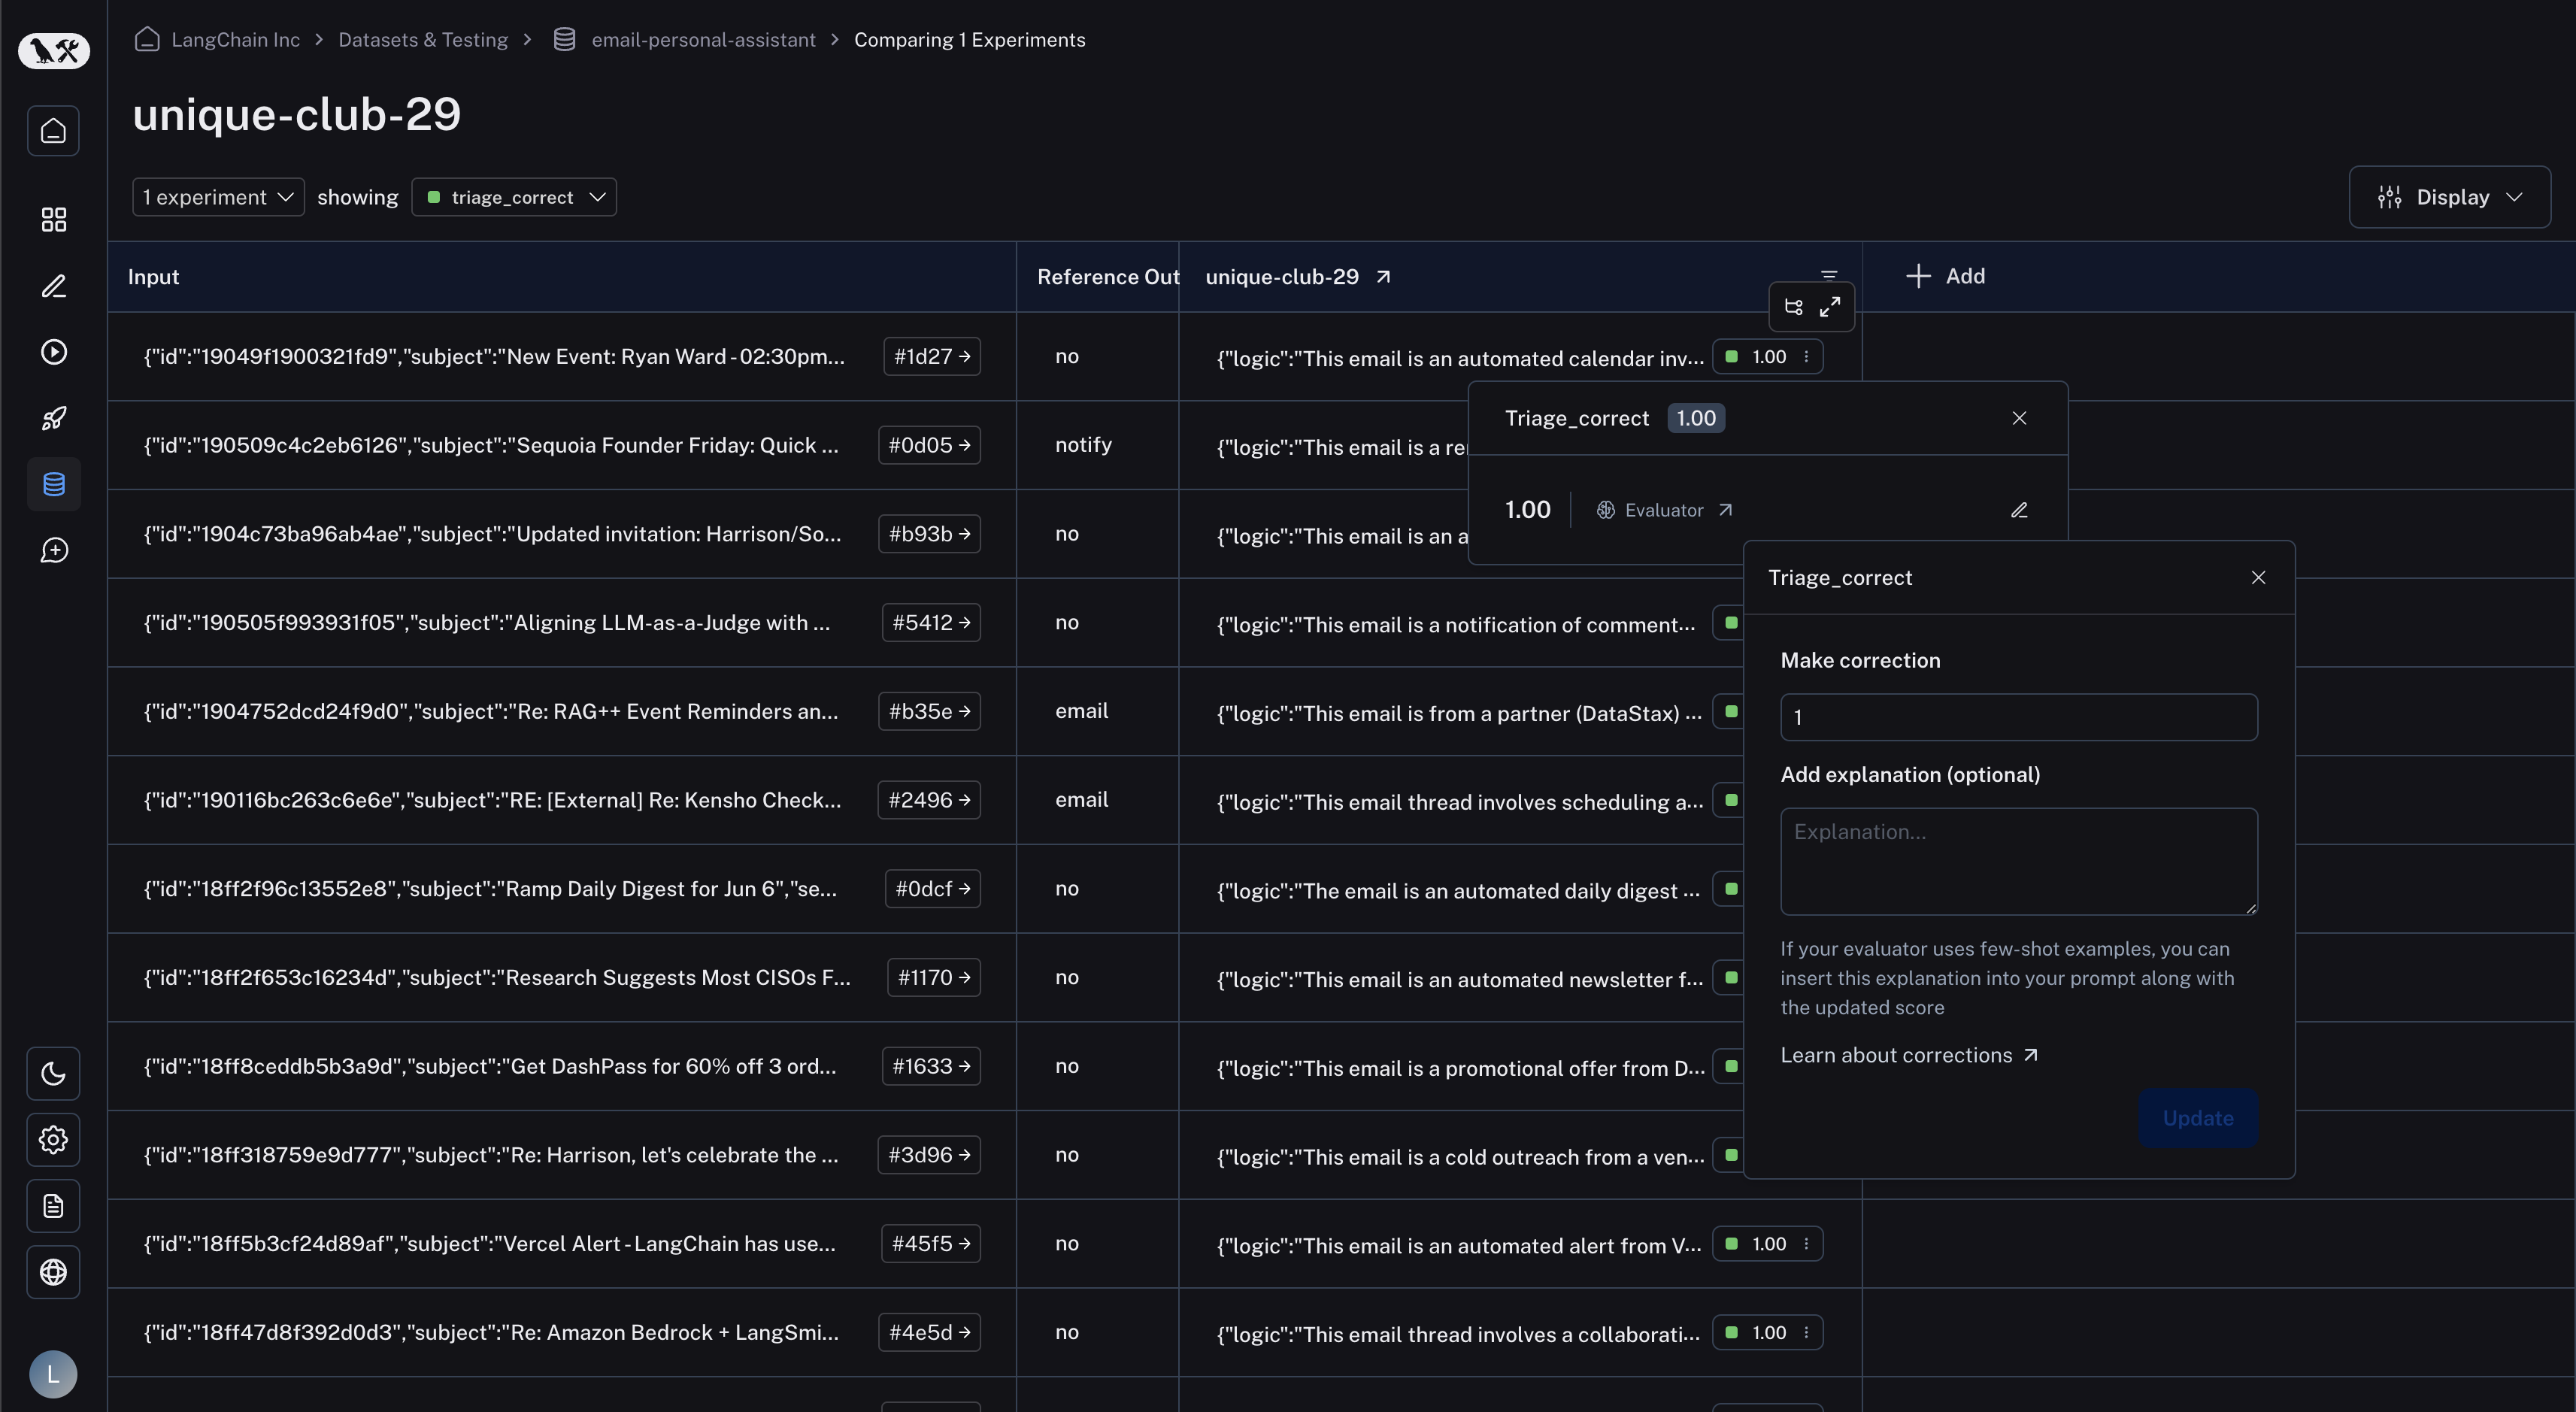 LangChain Inc > Datasets & Testing > email-personal-assistant > Comparing 1 Experiments
unique-club-29
1 experiment showing triage_correct
Display
Input Reference Out unique-club-29 Add
{"id":"19049f1900321fd9","subject":"New Event: Ryan Ward - 02:30pm... #1d27 → no {"logic":"This email is an automated calendar inv... 1.00
Triage_correct 1.00
{"id":"190509c4c2eb6126","subject":"Sequoia Founder Friday: Quick ... #0d05 → notify {"logic":"This email is a re
1.00 Evaluator
{"id":"1904c73ba96ab4ae","subject":"Updated invitation: Harrison/So... #b93b → no {"logic":"This email is an a
Triage_correct
{"id":"190505f993931f05","subject":"Aligning LLM-as-a-Judge with ... #5412 → no {"logic":"This email is a notification of comment...
Make correction
{"id":"1904752dcd24f9d0","subject":"Re: RAG++ Event Reminders an... #b35e → email {"logic":"This email is from a partner (DataStax) ...
1
Add explanation (optional)
{"id":"190116bc263c6e6e","subject":"RE: [External] Re: Kensho Check... #2496 → email {"logic":"This email thread involves scheduling a...
Explanation...
{"id":"18ff2f96c13552e8","subject":"Ramp Daily Digest for Jun 6","se... #0dcf → no {"logic":"The email is an automated daily digest ...
If your evaluator uses few-shot examples, you can
insert this explanation into your prompt along with
the updated score
{"id":"18ff2f653c16234d","subject":"Research Suggests Most CISOs F... #1170 → no {"logic":"This email is an automated newsletter f...
Learn about corrections
{"id":"18ff8ceddb5b3a9d","subject":"Get DashPass for 60% off 3 ord... #1633 → no {"logic":"This email is a promotional offer from D...
Update
{"id":"18ff318759e9d777","subject":"Re: Harrison, let's celebrate the ... #3d96 → no {"logic":"This email is a cold outreach from a ven...
{"id":"18ff5b3cf24d89af","subject":"Vercel Alert - LangChain has use... #45f5 → no {"logic":"This email is an automated alert from V... 1.00
{"id":"18ff47d8f392d0d3","subject":"Re: Amazon Bedrock + LangSmi... #4e5d → no {"logic":"This email thread involves a collaborati... 1.00
L